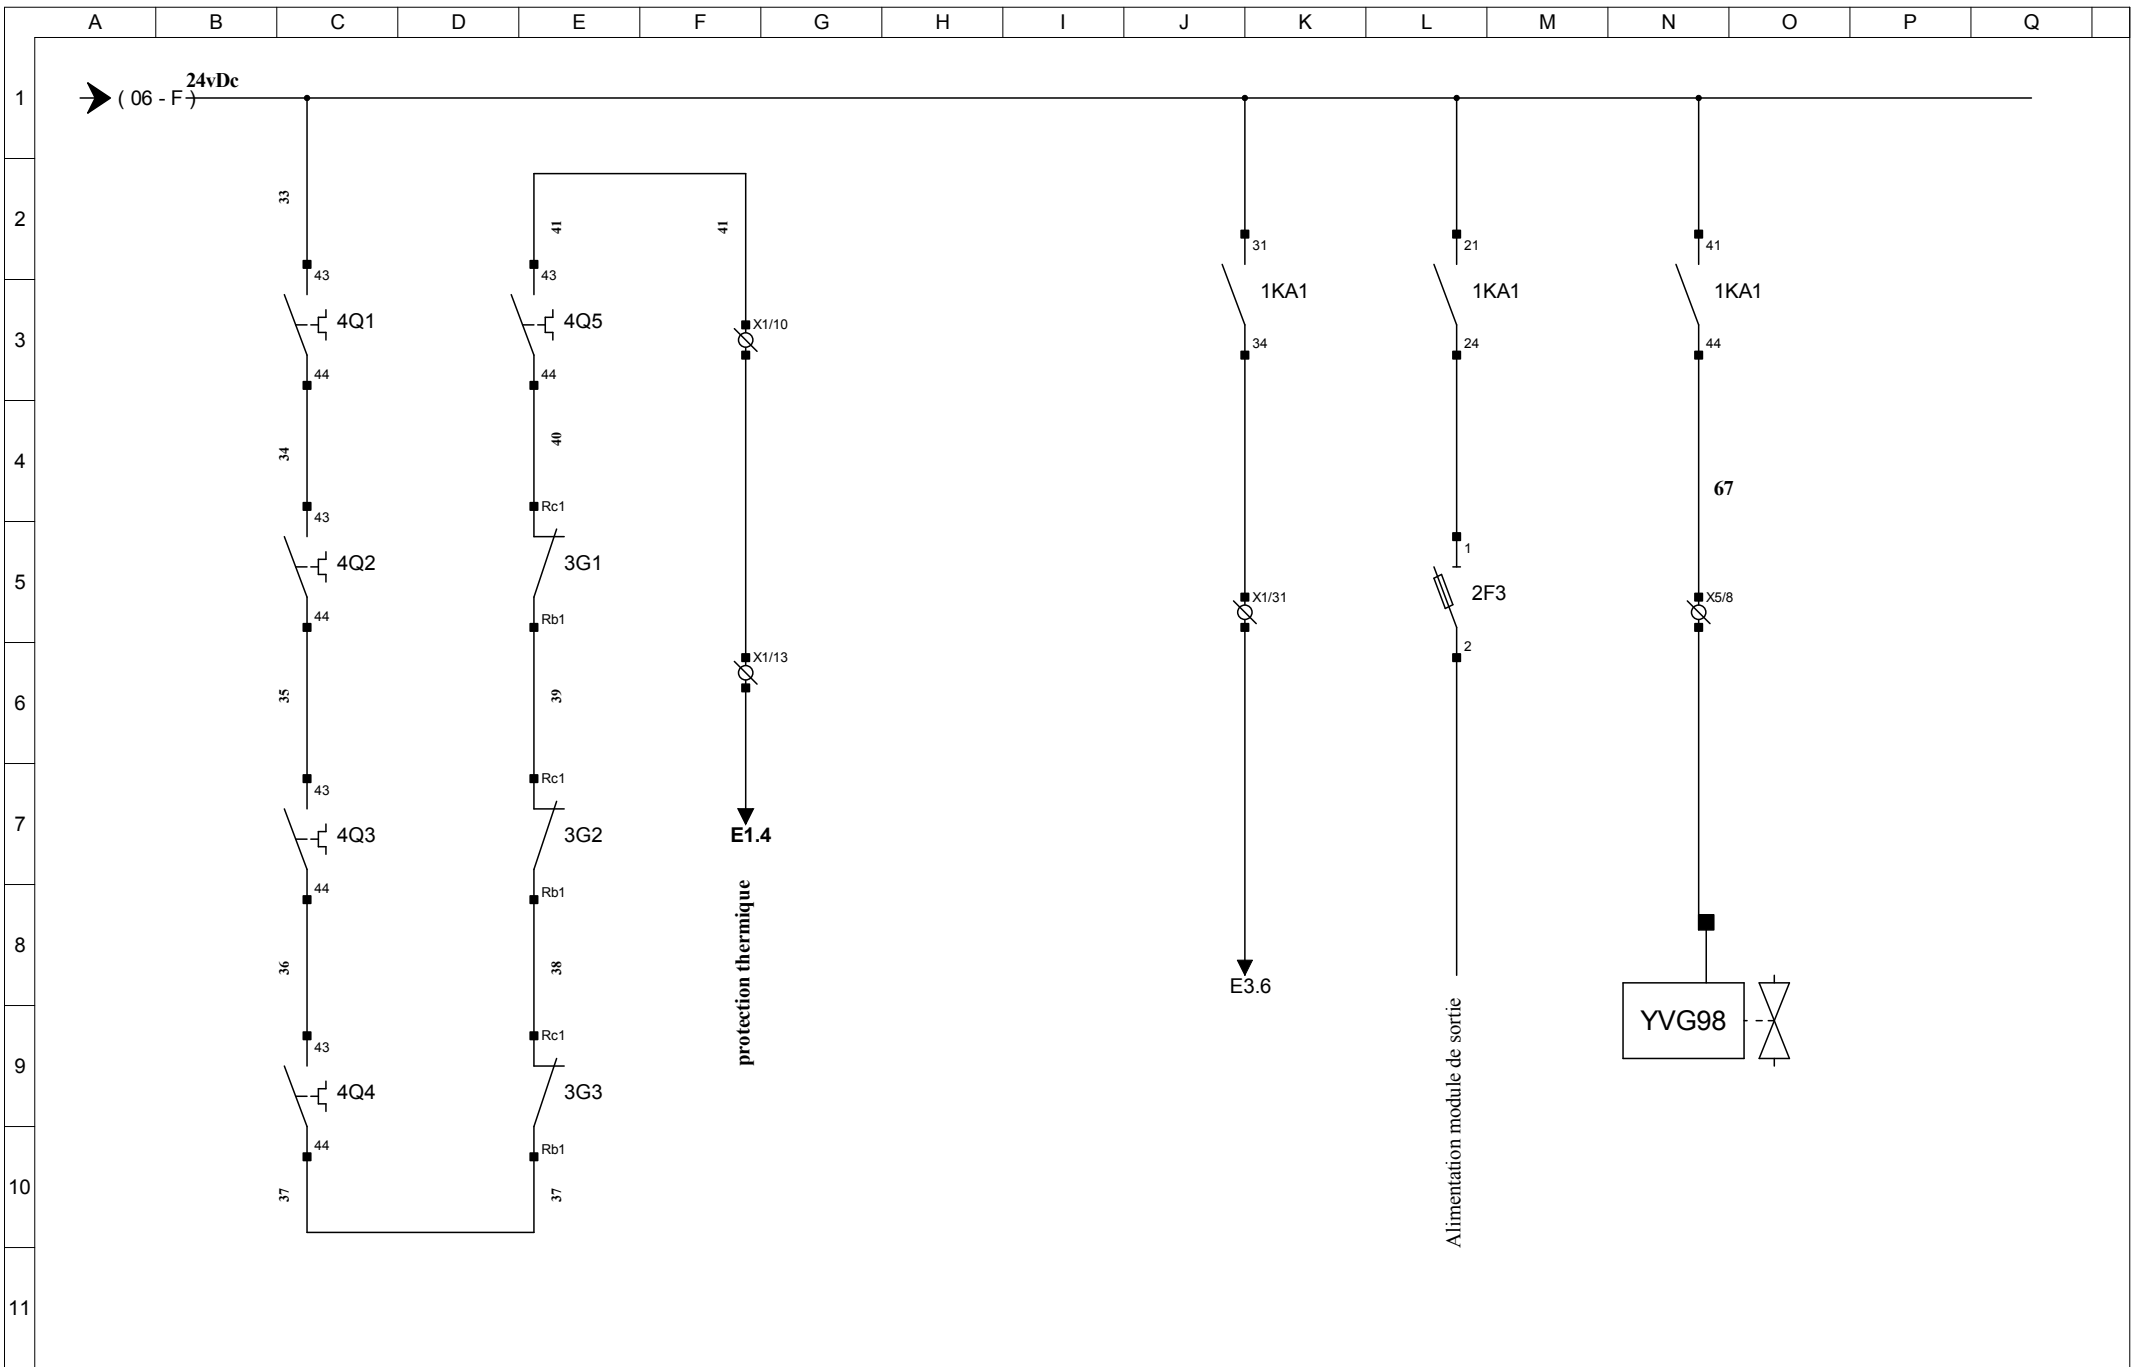 A B C D E F G H I J K L M N O P Q
1
( 06 - F )
24vDc
33
2
41
41
43
43
31
21
41
3
4Q1
4Q5
X1/10
1KA1
1KA1
1KA1
44
44
34
24
44
4
34
40
67
43
Rc1
1
5
4Q2
3G1
X1/31
2F3
X5/8
44
Rb1
2
X1/13
6
35
39
43
Rc1
7
4Q3
3G2
E1.4
44
Rb1
8
36
38
protection thermique
E3.6
43
Rc1
YVG98
9
4Q4
3G3
Alimentation module de sortie
44
Rb1
10
37
37
11